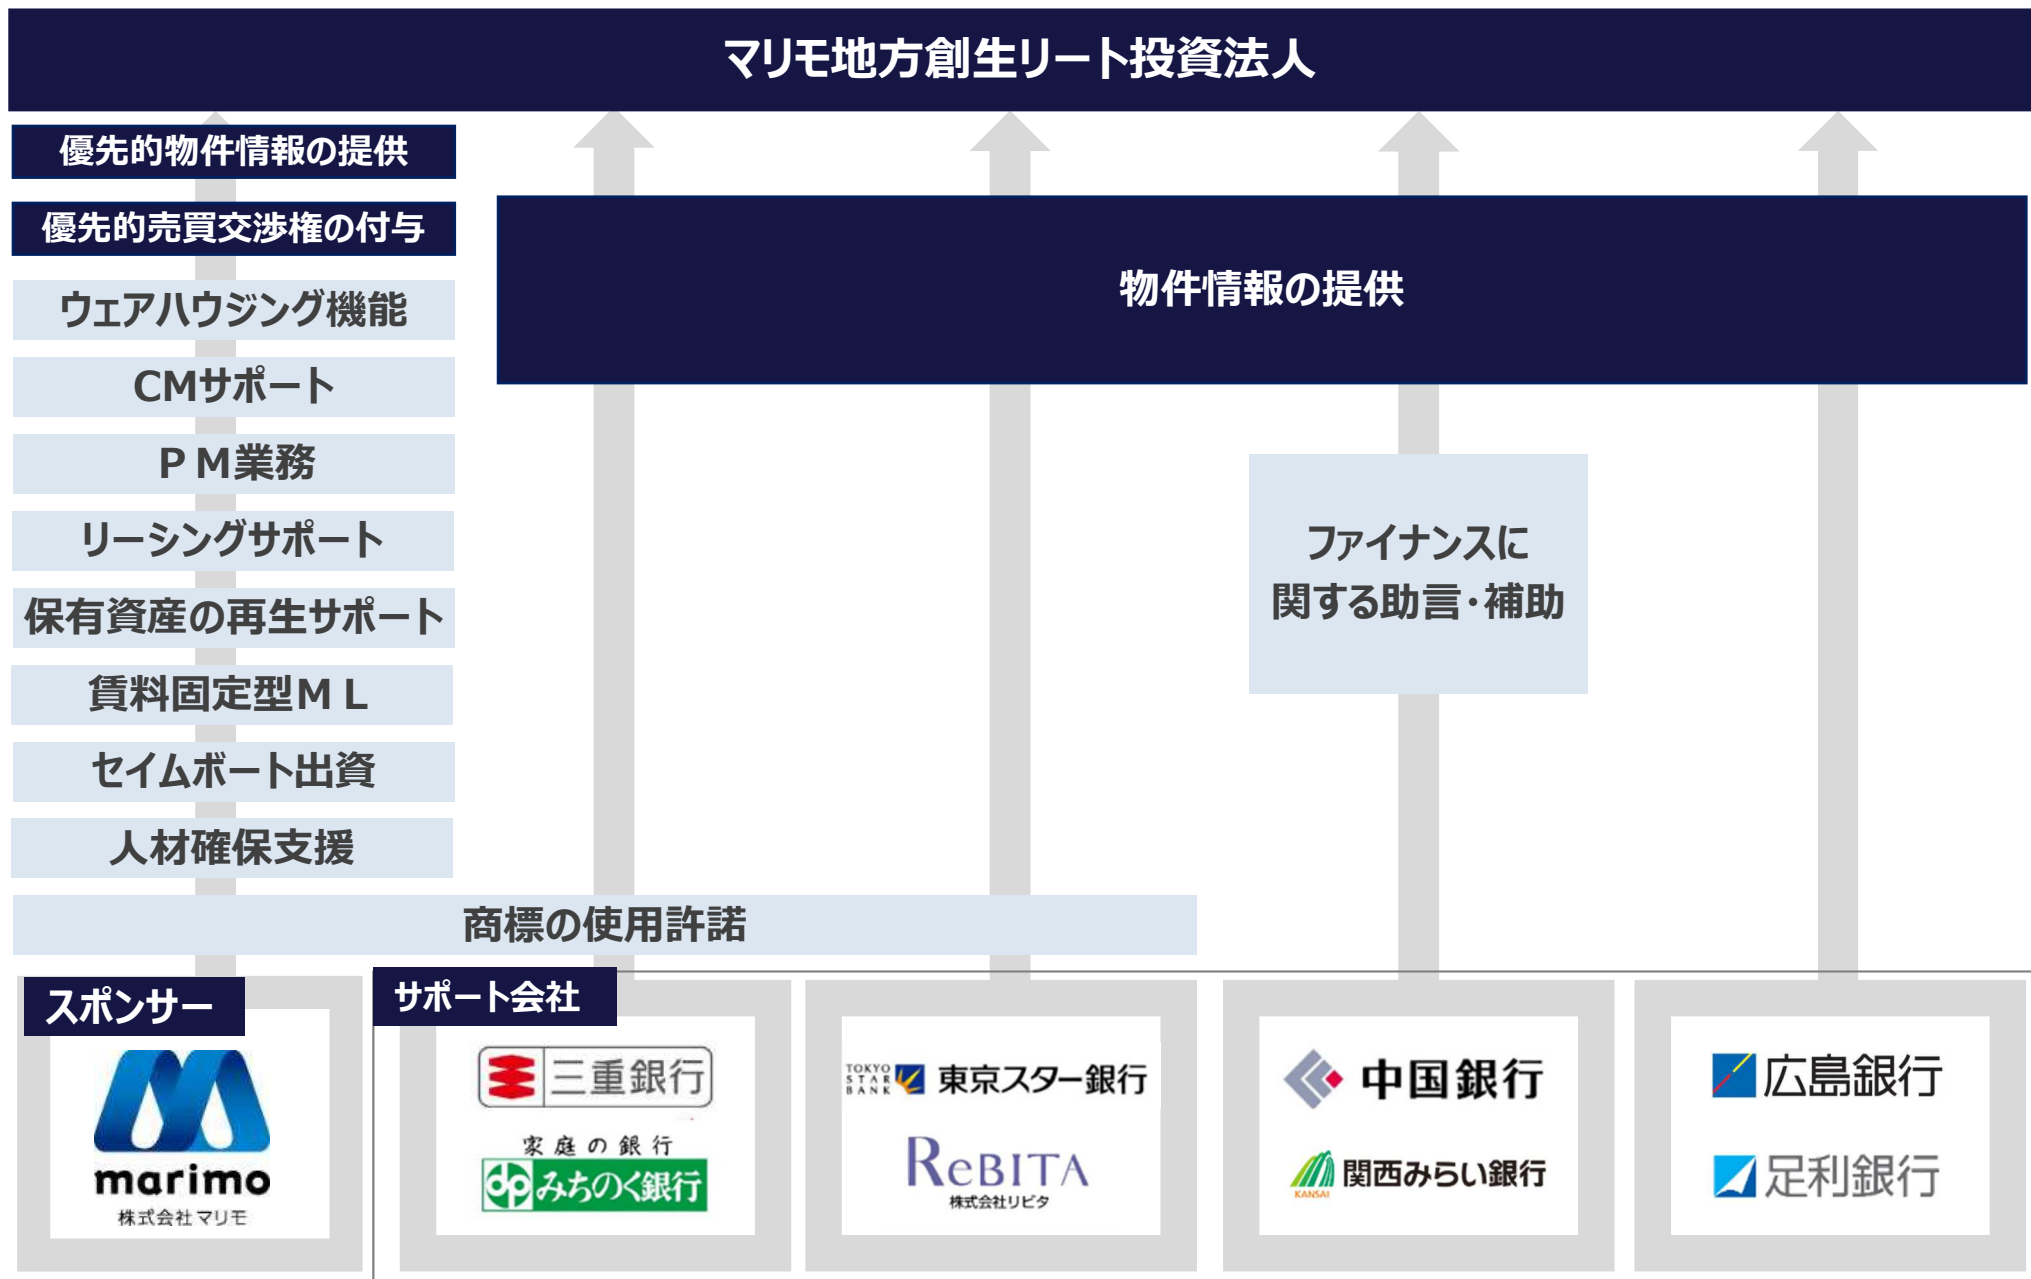 マリモ地方創生リート投資法人
優先的物件情報の提供
優先的売買交渉権の付与
ウェアハウジング機能
CMサポート
ＰＭ業務
リーシングサポート
保有資産の再生サポート
賃料固定型ＭＬ
セイムボート出資
人材確保支援
物件情報の提供
ファイナンスに
関する助言・補助
商標の使用許諾
スポンサー
marimo
株式会社マリモ
サポート会社
三重銀行
家庭の銀行
みちのく銀行
TOKYO
STAR
BANK
東京スター銀行
ReBITA
株式会社リビタ
中国銀行
KANSAI
関西みらい銀行
広島銀行
足利銀行